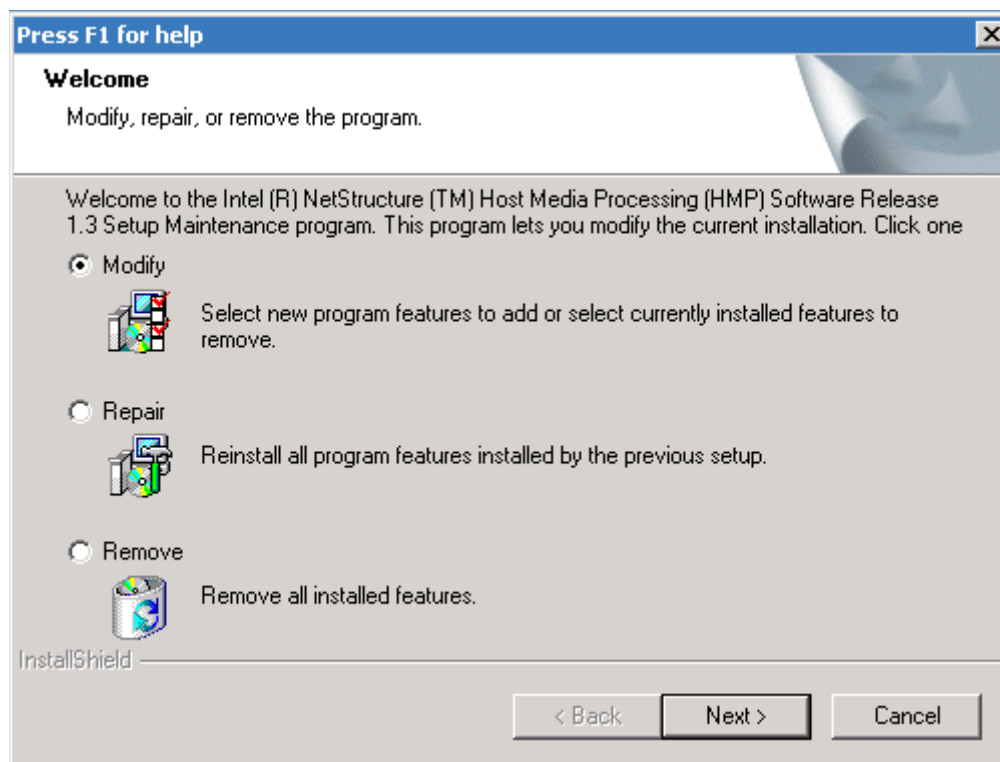 Press F1 for help
Welcome
Modify, repair, or remove the program.
Welcome to the Intel (R) NetStructure (TM) Host Media Processing (HMP) Software Release
1.3 Setup Maintenance program. This program lets you modify the current installation. Click one
Modify
Select new program features to add or select currently installed features to
remove.
Repair
Reinstall all program features installed by the previous setup.
Remove
Remove all installed features.
InstallShield
< Back
Next >
Cancel